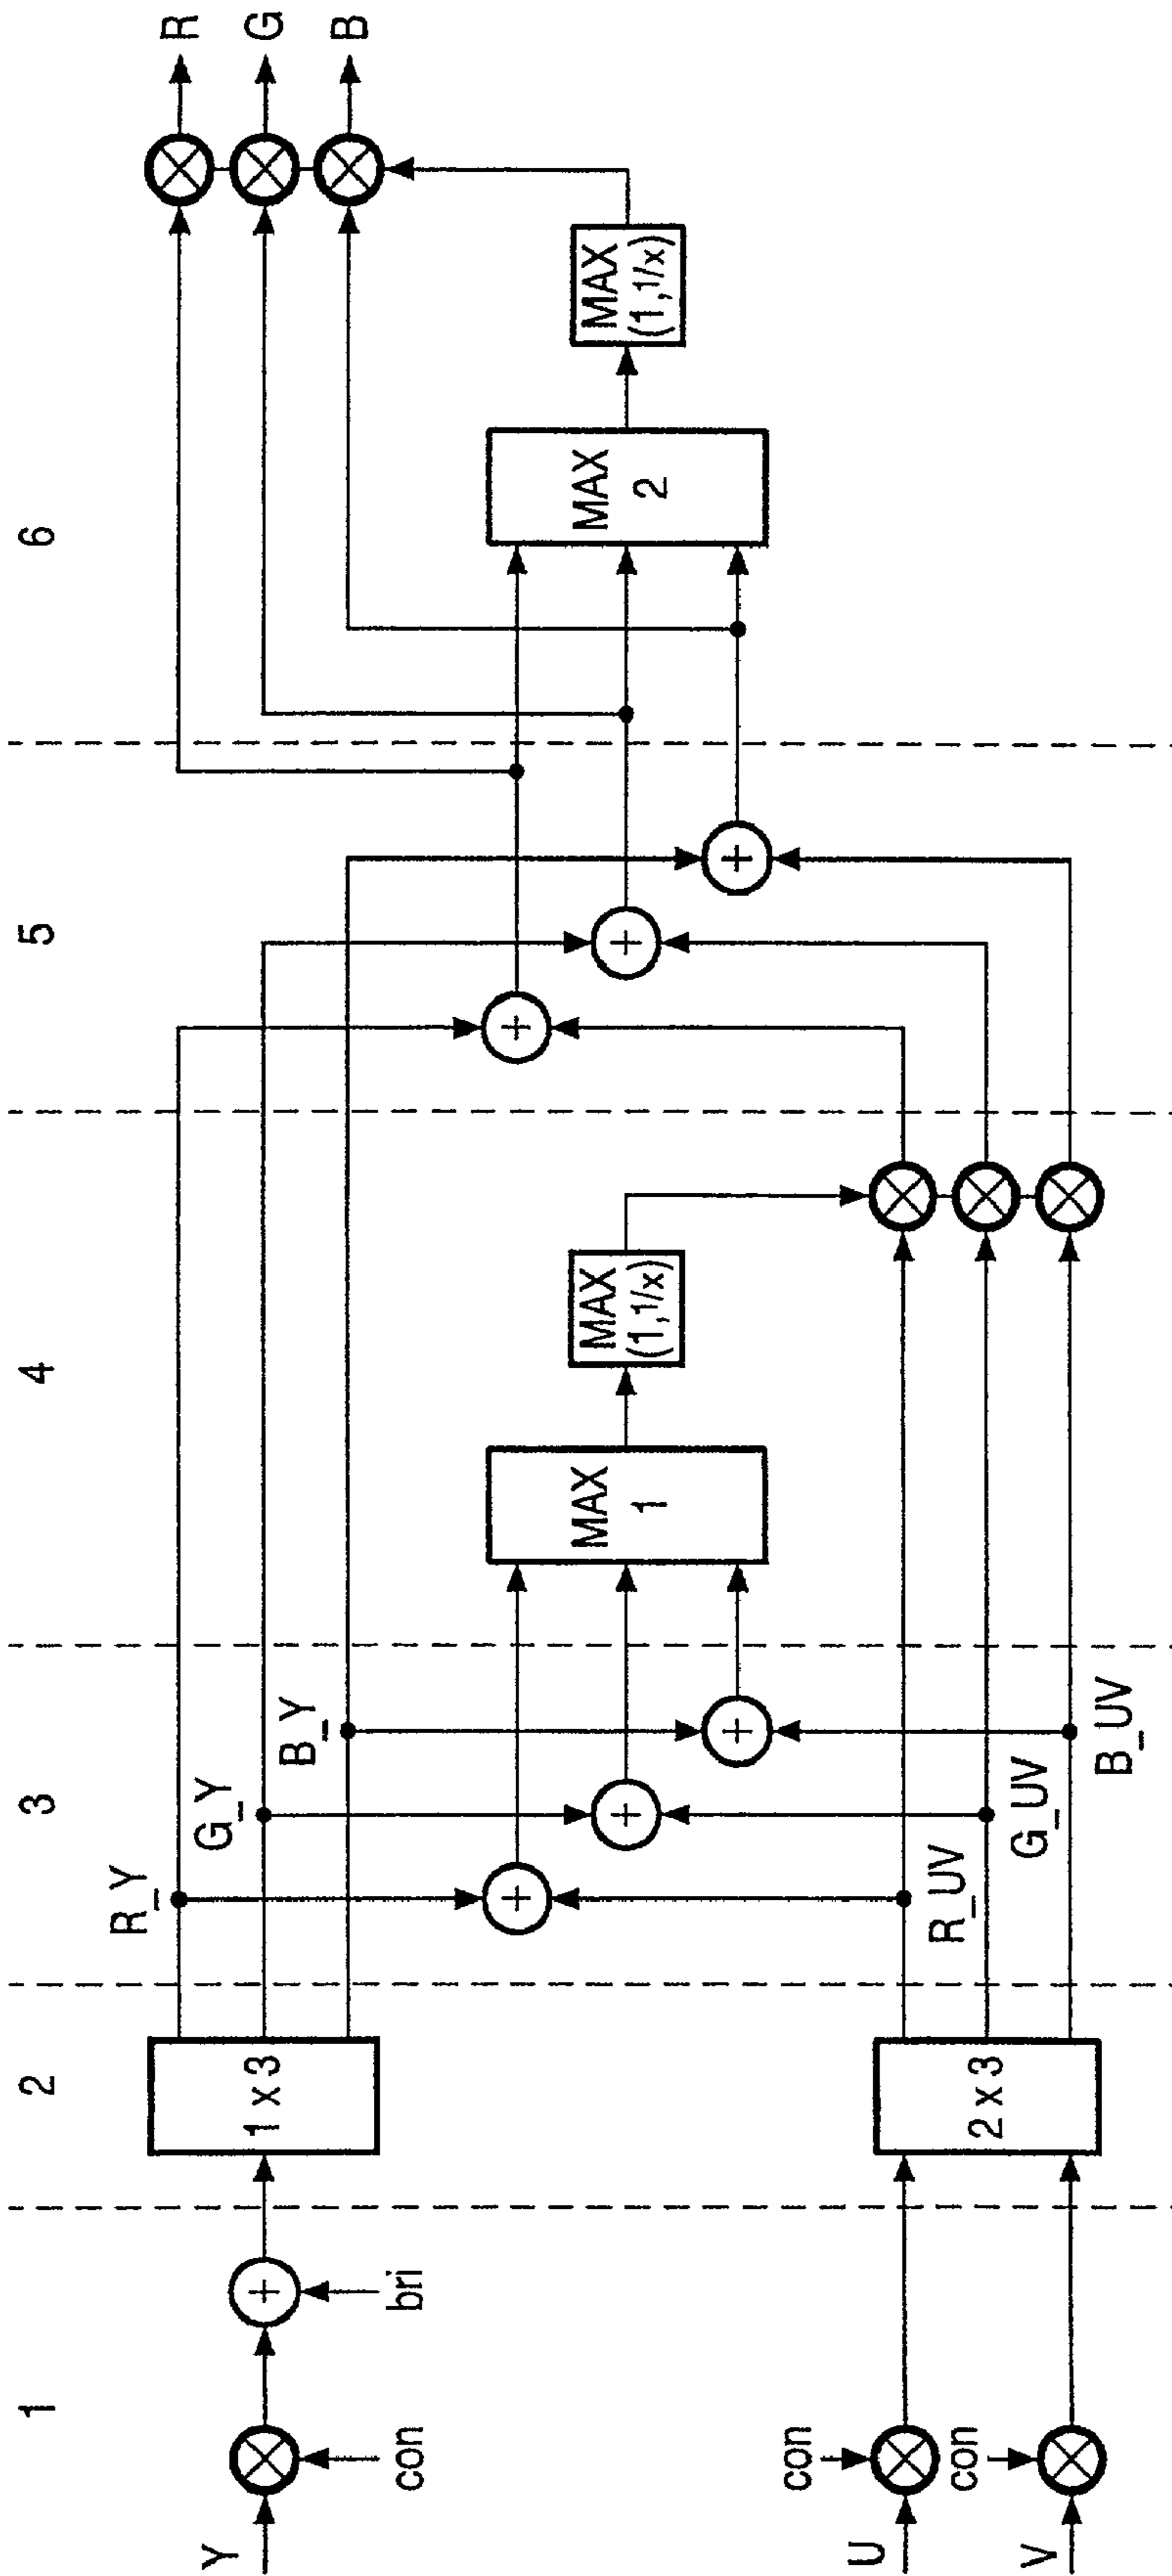 1
2
3
4
5
6
Y
con
bri
1 x 3
R_Y
G_Y
B_Y
R
G
B
MAX
1
MAX
(1,1/x)
MAX
2
MAX
(1,1/x)
U
con
V
con
2 x 3
R_UV
G_UV
B_UV